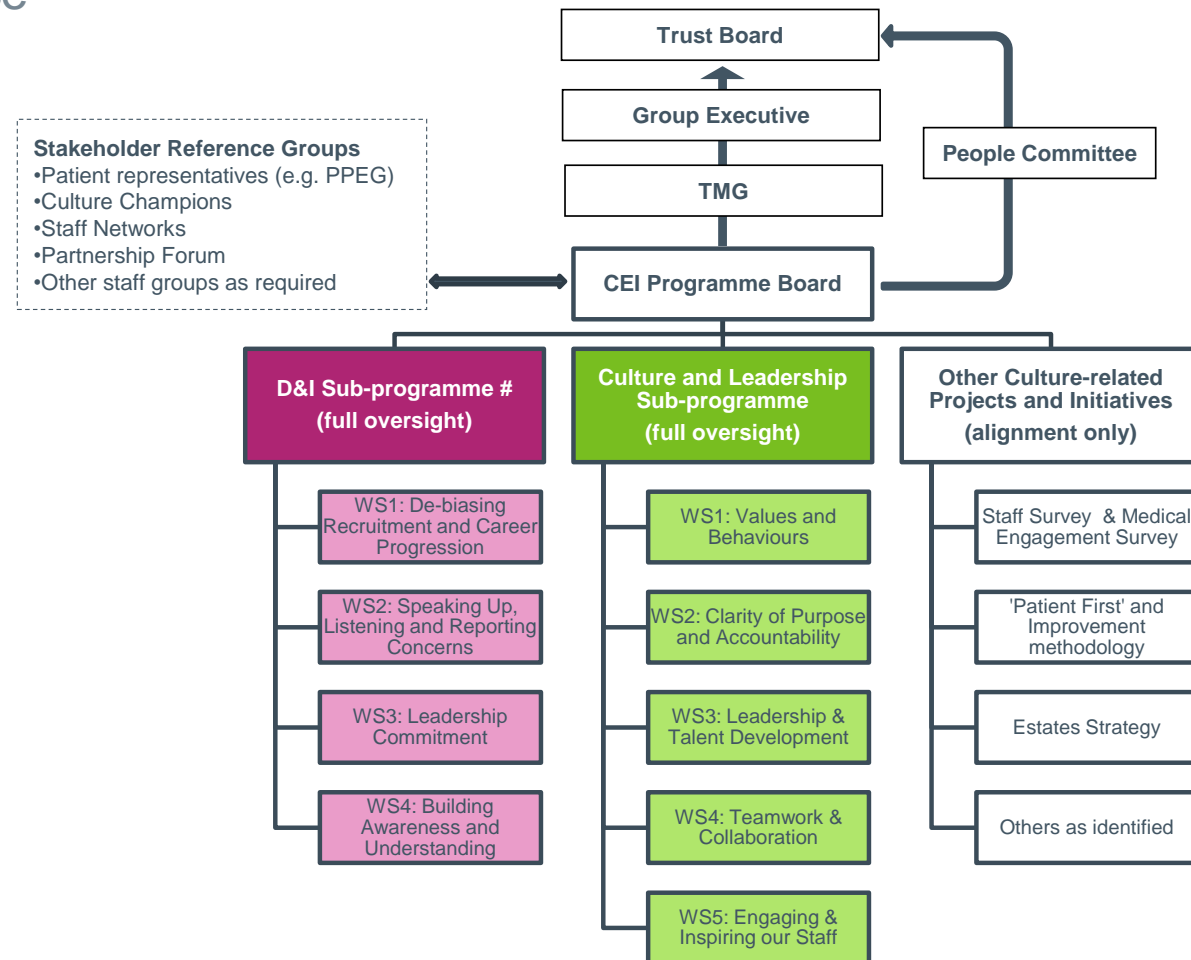 Trust Board
Group Executive
TMG
People Committee
Stakeholder Reference Groups
•Patient representatives (e.g. PPEG)
•Culture Champions
•Staff Networks
•Partnership Forum
•Other staff groups as required
CEI Programme Board
D&I Sub-programme #
(full oversight)
WS1: De-biasing
Recruitment and Career
Progression
WS2: Speaking Up,
Listening and Reporting
Concerns
WS3: Leadership
Commitment
WS4: Building
Awareness and
Understanding
Culture and Leadership
Sub-programme
(full oversight)
WS1: Values and
Behaviours
WS2: Clarity of Purpose
and Accountability
WS3: Leadership &
Talent Development
WS4: Teamwork &
Collaboration
WS5: Engaging &
Inspiring our Staff
Other Culture-related
Projects and Initiatives
(alignment only)
Staff Survey & Medical
Engagement Survey
'Patient First' and
Improvement
methodology
Estates Strategy
Others as identified